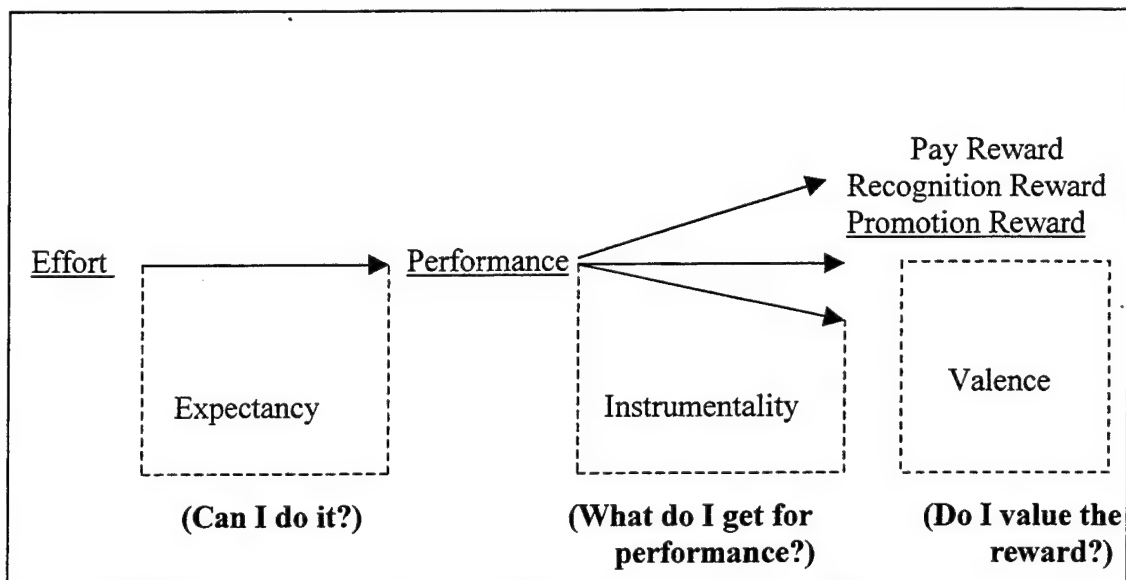 Pay Reward
Recognition Reward
Promotion Reward
Effort
Performance
Expectancy
Instrumentality
Valence
(Can I do it?)
(What do I get for
performance?)
(Do I value the
reward?)